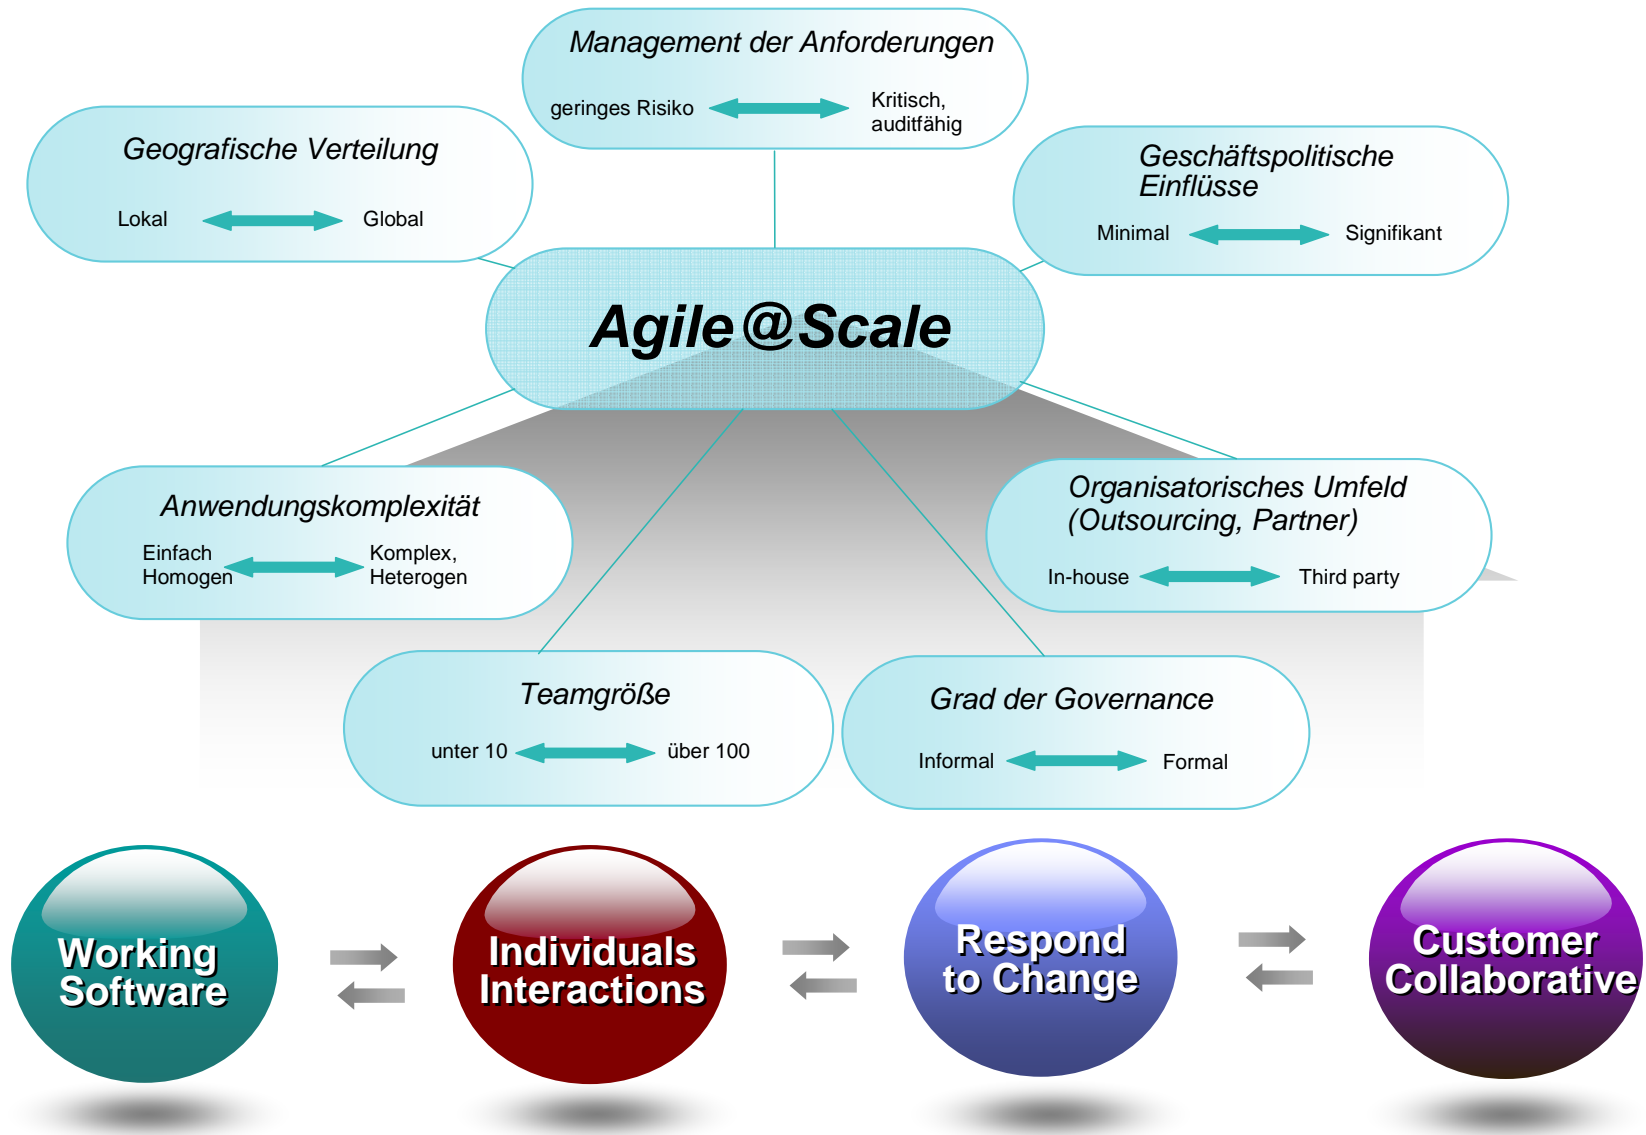 Management der Anforderungen
geringes Risiko
Kritisch,
auditfähig
Geografische Verteilung
Lokal
Global
Geschäftspolitische
Einflüsse
Minimal
Signifikant
Agile@Scale
Anwendungskomplexität
Einfach
Homogen
Komplex,
Heterogen
Organisatorisches Umfeld
(Outsourcing, Partner)
In-house
Third party
Teamgröße
unter 10
über 100
Grad der Governance
Informal
Formal
Working
Software
Individuals
Interactions
Respond
to Change
Customer
Collaborative